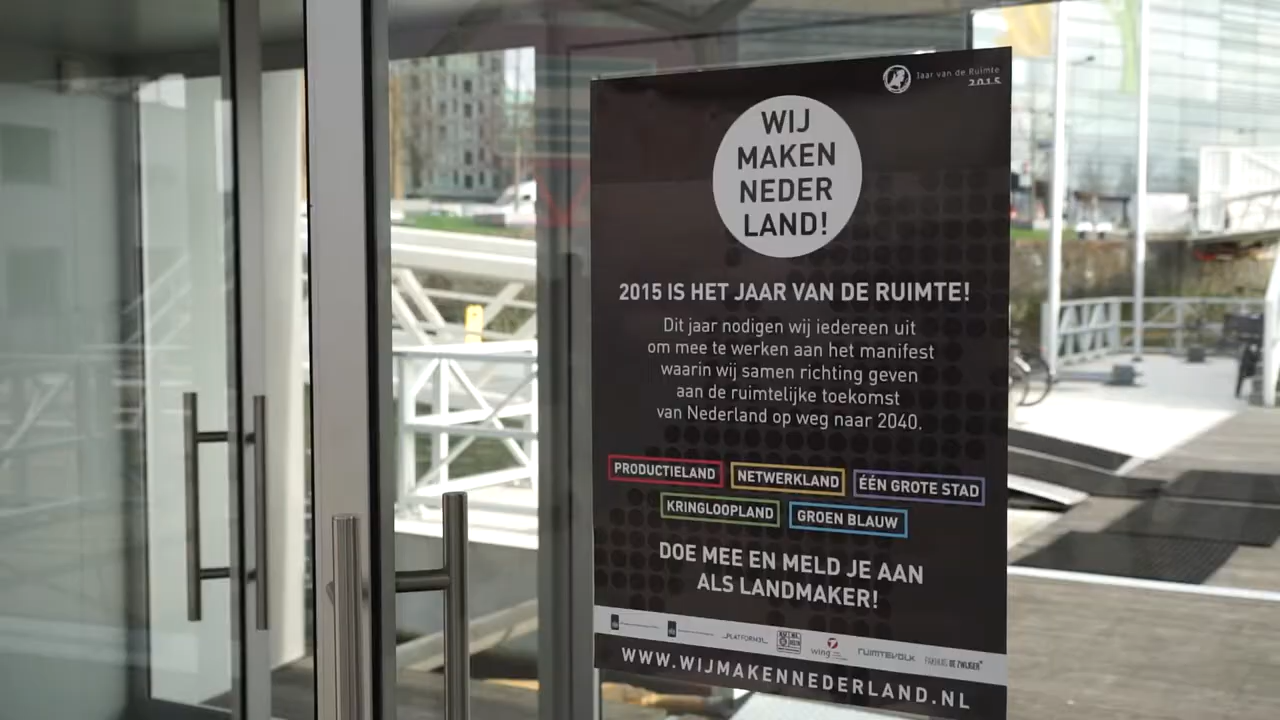 Jaar van de Ruimte
2015
WIJ
MAKEN
NEDER
LAND!
2015 IS HET JAAR VAN DE RUIMTE!
Dit jaar nodigen wij iedereen uit
om mee te werken aan het manifest
waarin wij samen richting geven
aan de ruimtelijke toekomst
van Nederland op weg naar 2040.
PRODUCTIELAND NETWERKLAND ÉÉN GROTE STAD
KRINGLOOPLAND GROEN BLAUW
DOE MEE EN MELD JE AAN
ALS LANDMAKER!
PLATFORM31 wing RUIMTEVOLK PAKHUIS DE ZWIJGER
WWW.WIJMAKENNEDERLAND.NL